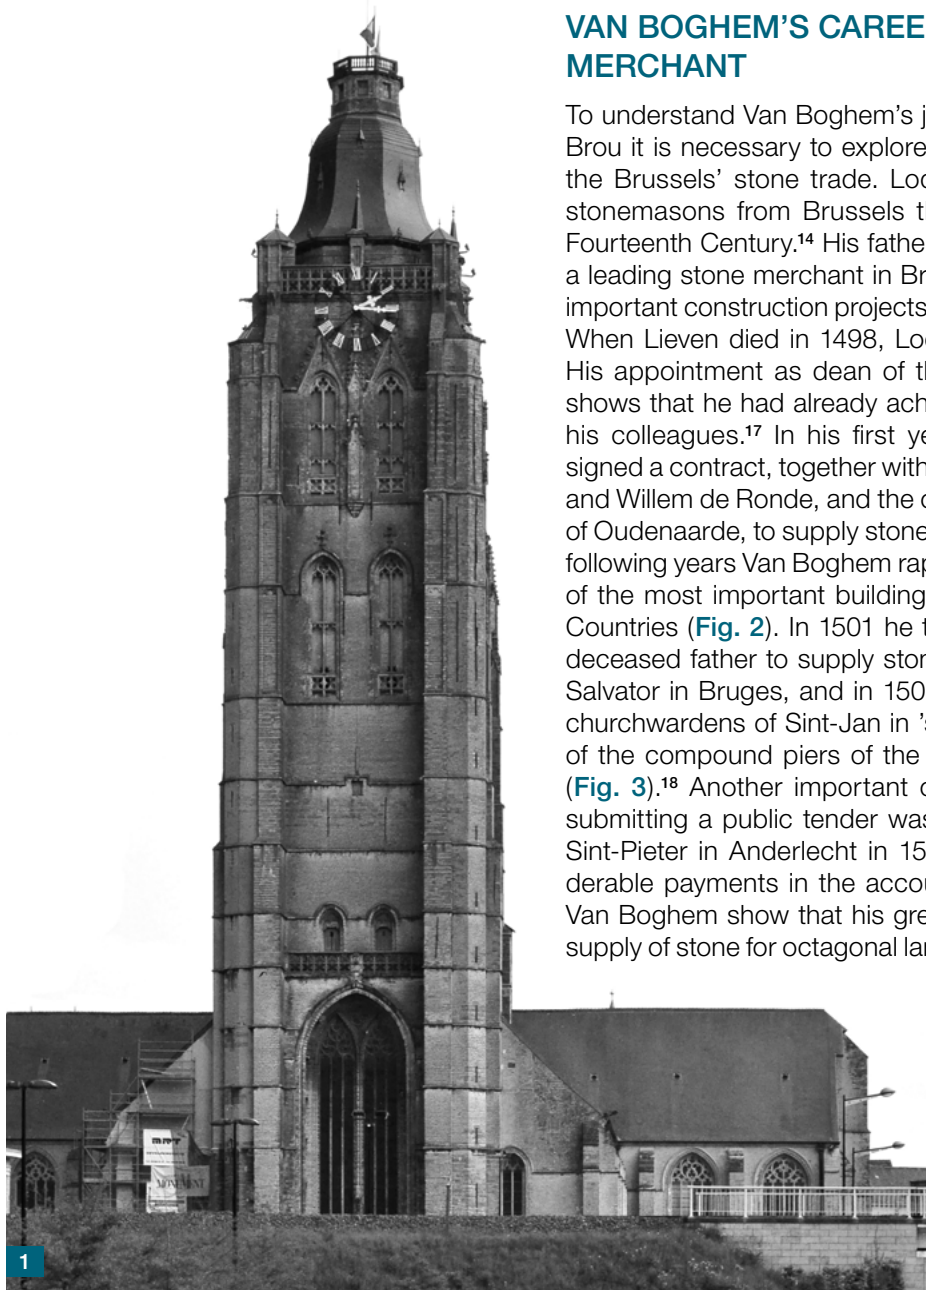 VAN BOGHEM’S CAREE
MERCHANT
To understand Van Boghem’s j
Brou it is necessary to explore
the Brussels’ stone trade. Loc
stonemasons from Brussels th
Fourteenth Century.¹⁴ His father
a leading stone merchant in Br
important construction projects
When Lieven died in 1498, Loc
His appointment as dean of th
shows that he had already ach
his colleagues.¹⁷ In his first ye
signed a contract, together with
and Willem de Ronde, and the c
of Oudenaarde, to supply stone
following years Van Boghem rap
of the most important building
Countries (Fig. 2). In 1501 he t
deceased father to supply ston
Salvator in Bruges, and in 150
churchwardens of Sint-Jan in ’s
of the compound piers of the
(Fig. 3).¹⁸ Another important c
submitting a public tender was
Sint-Pieter in Anderlecht in 15
derable payments in the accou
Van Boghem show that his gre
supply of stone for octagonal lar
MONUMENT
1